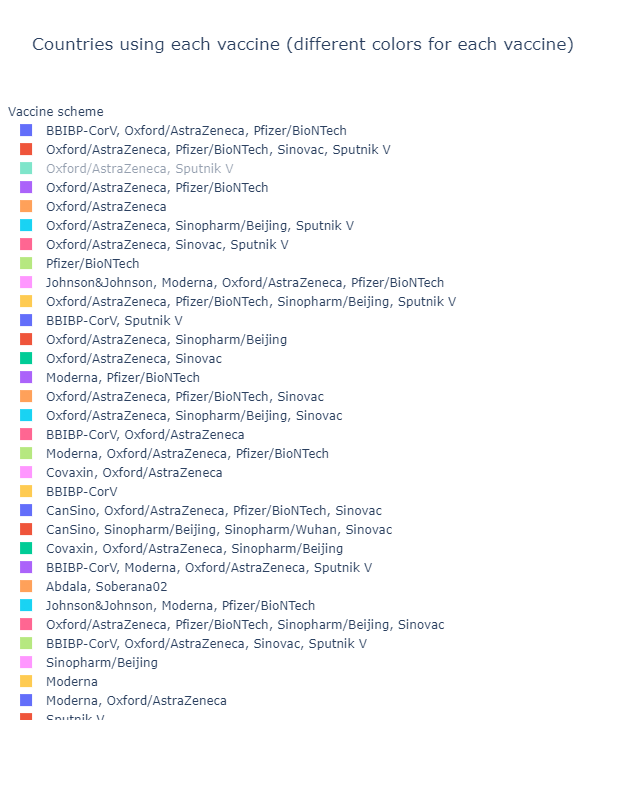 Countries using each vaccine (different colors for each vaccine)
Vaccine scheme
BBIBP-CorV, Oxford/AstraZeneca, Pfizer/BioNTech
Oxford/AstraZeneca, Pfizer/BioNTech, Sinovac, Sputnik V
Oxford/AstraZeneca, Sputnik V
Oxford/AstraZeneca, Pfizer/BioNTech
Oxford/AstraZeneca
Oxford/AstraZeneca, Sinopharm/Beijing, Sputnik V
Oxford/AstraZeneca, Sinovac, Sputnik V
Pfizer/BioNTech
Johnson&Johnson, Moderna, Oxford/AstraZeneca, Pfizer/BioNTech
Oxford/AstraZeneca, Pfizer/BioNTech, Sinopharm/Beijing, Sputnik V
BBIBP-CorV, Sputnik V
Oxford/AstraZeneca, Sinopharm/Beijing
Oxford/AstraZeneca, Sinovac
Moderna, Pfizer/BioNTech
Oxford/AstraZeneca, Pfizer/BioNTech, Sinovac
Oxford/AstraZeneca, Sinopharm/Beijing, Sinovac
BBIBP-CorV, Oxford/AstraZeneca
Moderna, Oxford/AstraZeneca, Pfizer/BioNTech
Covaxin, Oxford/AstraZeneca
BBIBP-CorV
CanSino, Oxford/AstraZeneca, Pfizer/BioNTech, Sinovac
CanSino, Sinopharm/Beijing, Sinopharm/Wuhan, Sinovac
Covaxin, Oxford/AstraZeneca, Sinopharm/Beijing
BBIBP-CorV, Moderna, Oxford/AstraZeneca, Sputnik V
Abdala, Soberana02
Johnson&Johnson, Moderna, Pfizer/BioNTech
Oxford/AstraZeneca, Pfizer/BioNTech, Sinopharm/Beijing, Sinovac
BBIBP-CorV, Oxford/AstraZeneca, Sinovac, Sputnik V
Sinopharm/Beijing
Moderna
Moderna, Oxford/AstraZeneca
Sputnik V